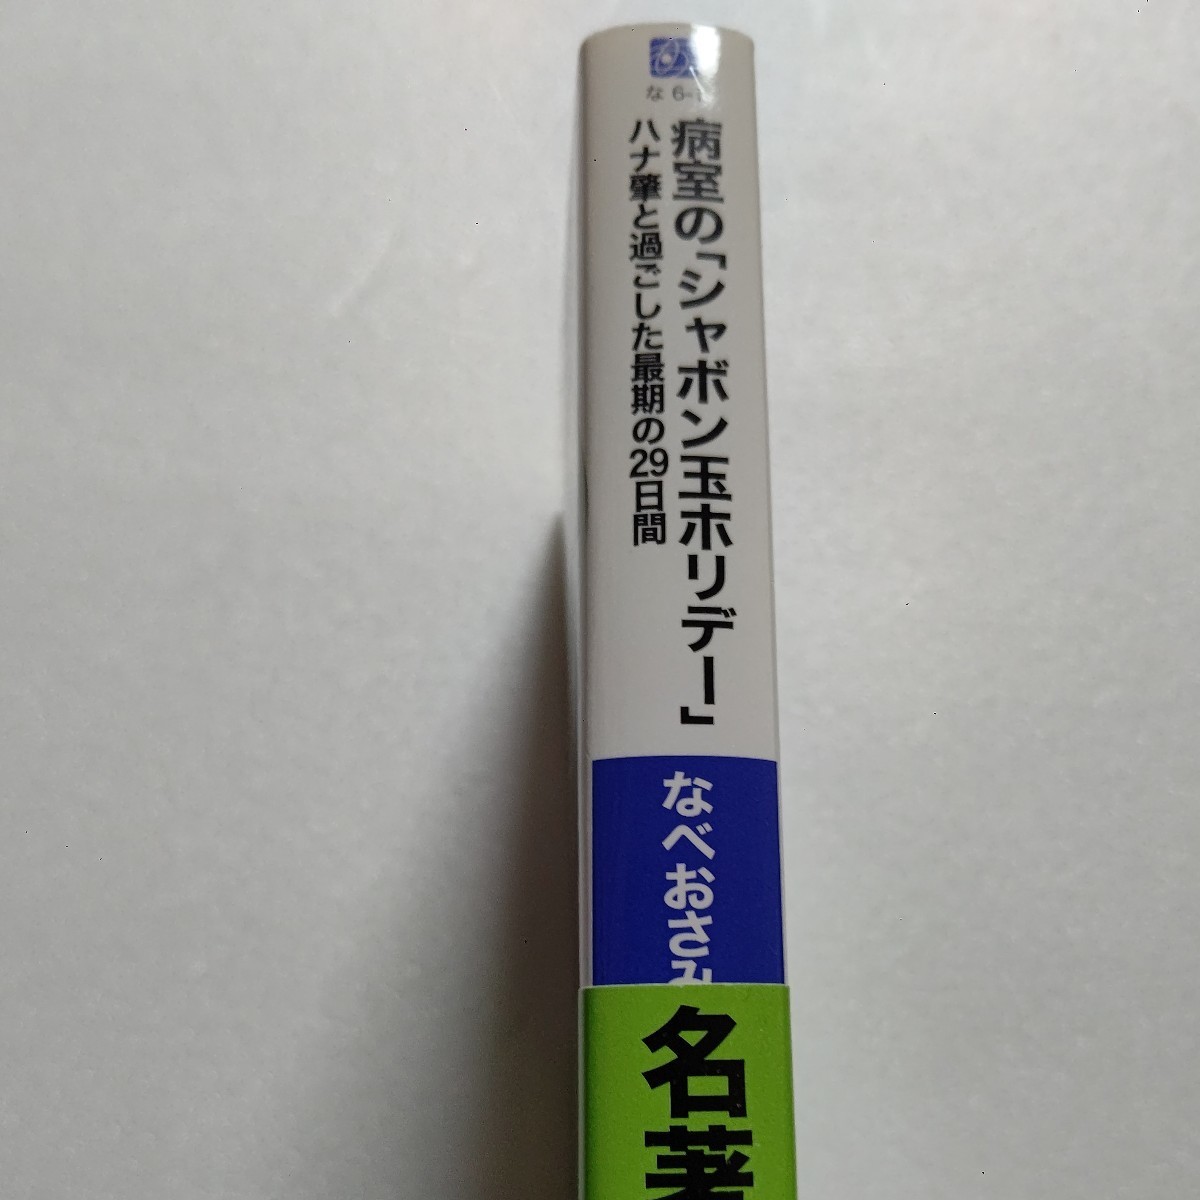 な 6-
病室の「シャボン玉ホリデー」
ハナ肇と過ごした最期の29日間
なべおさみ
名著